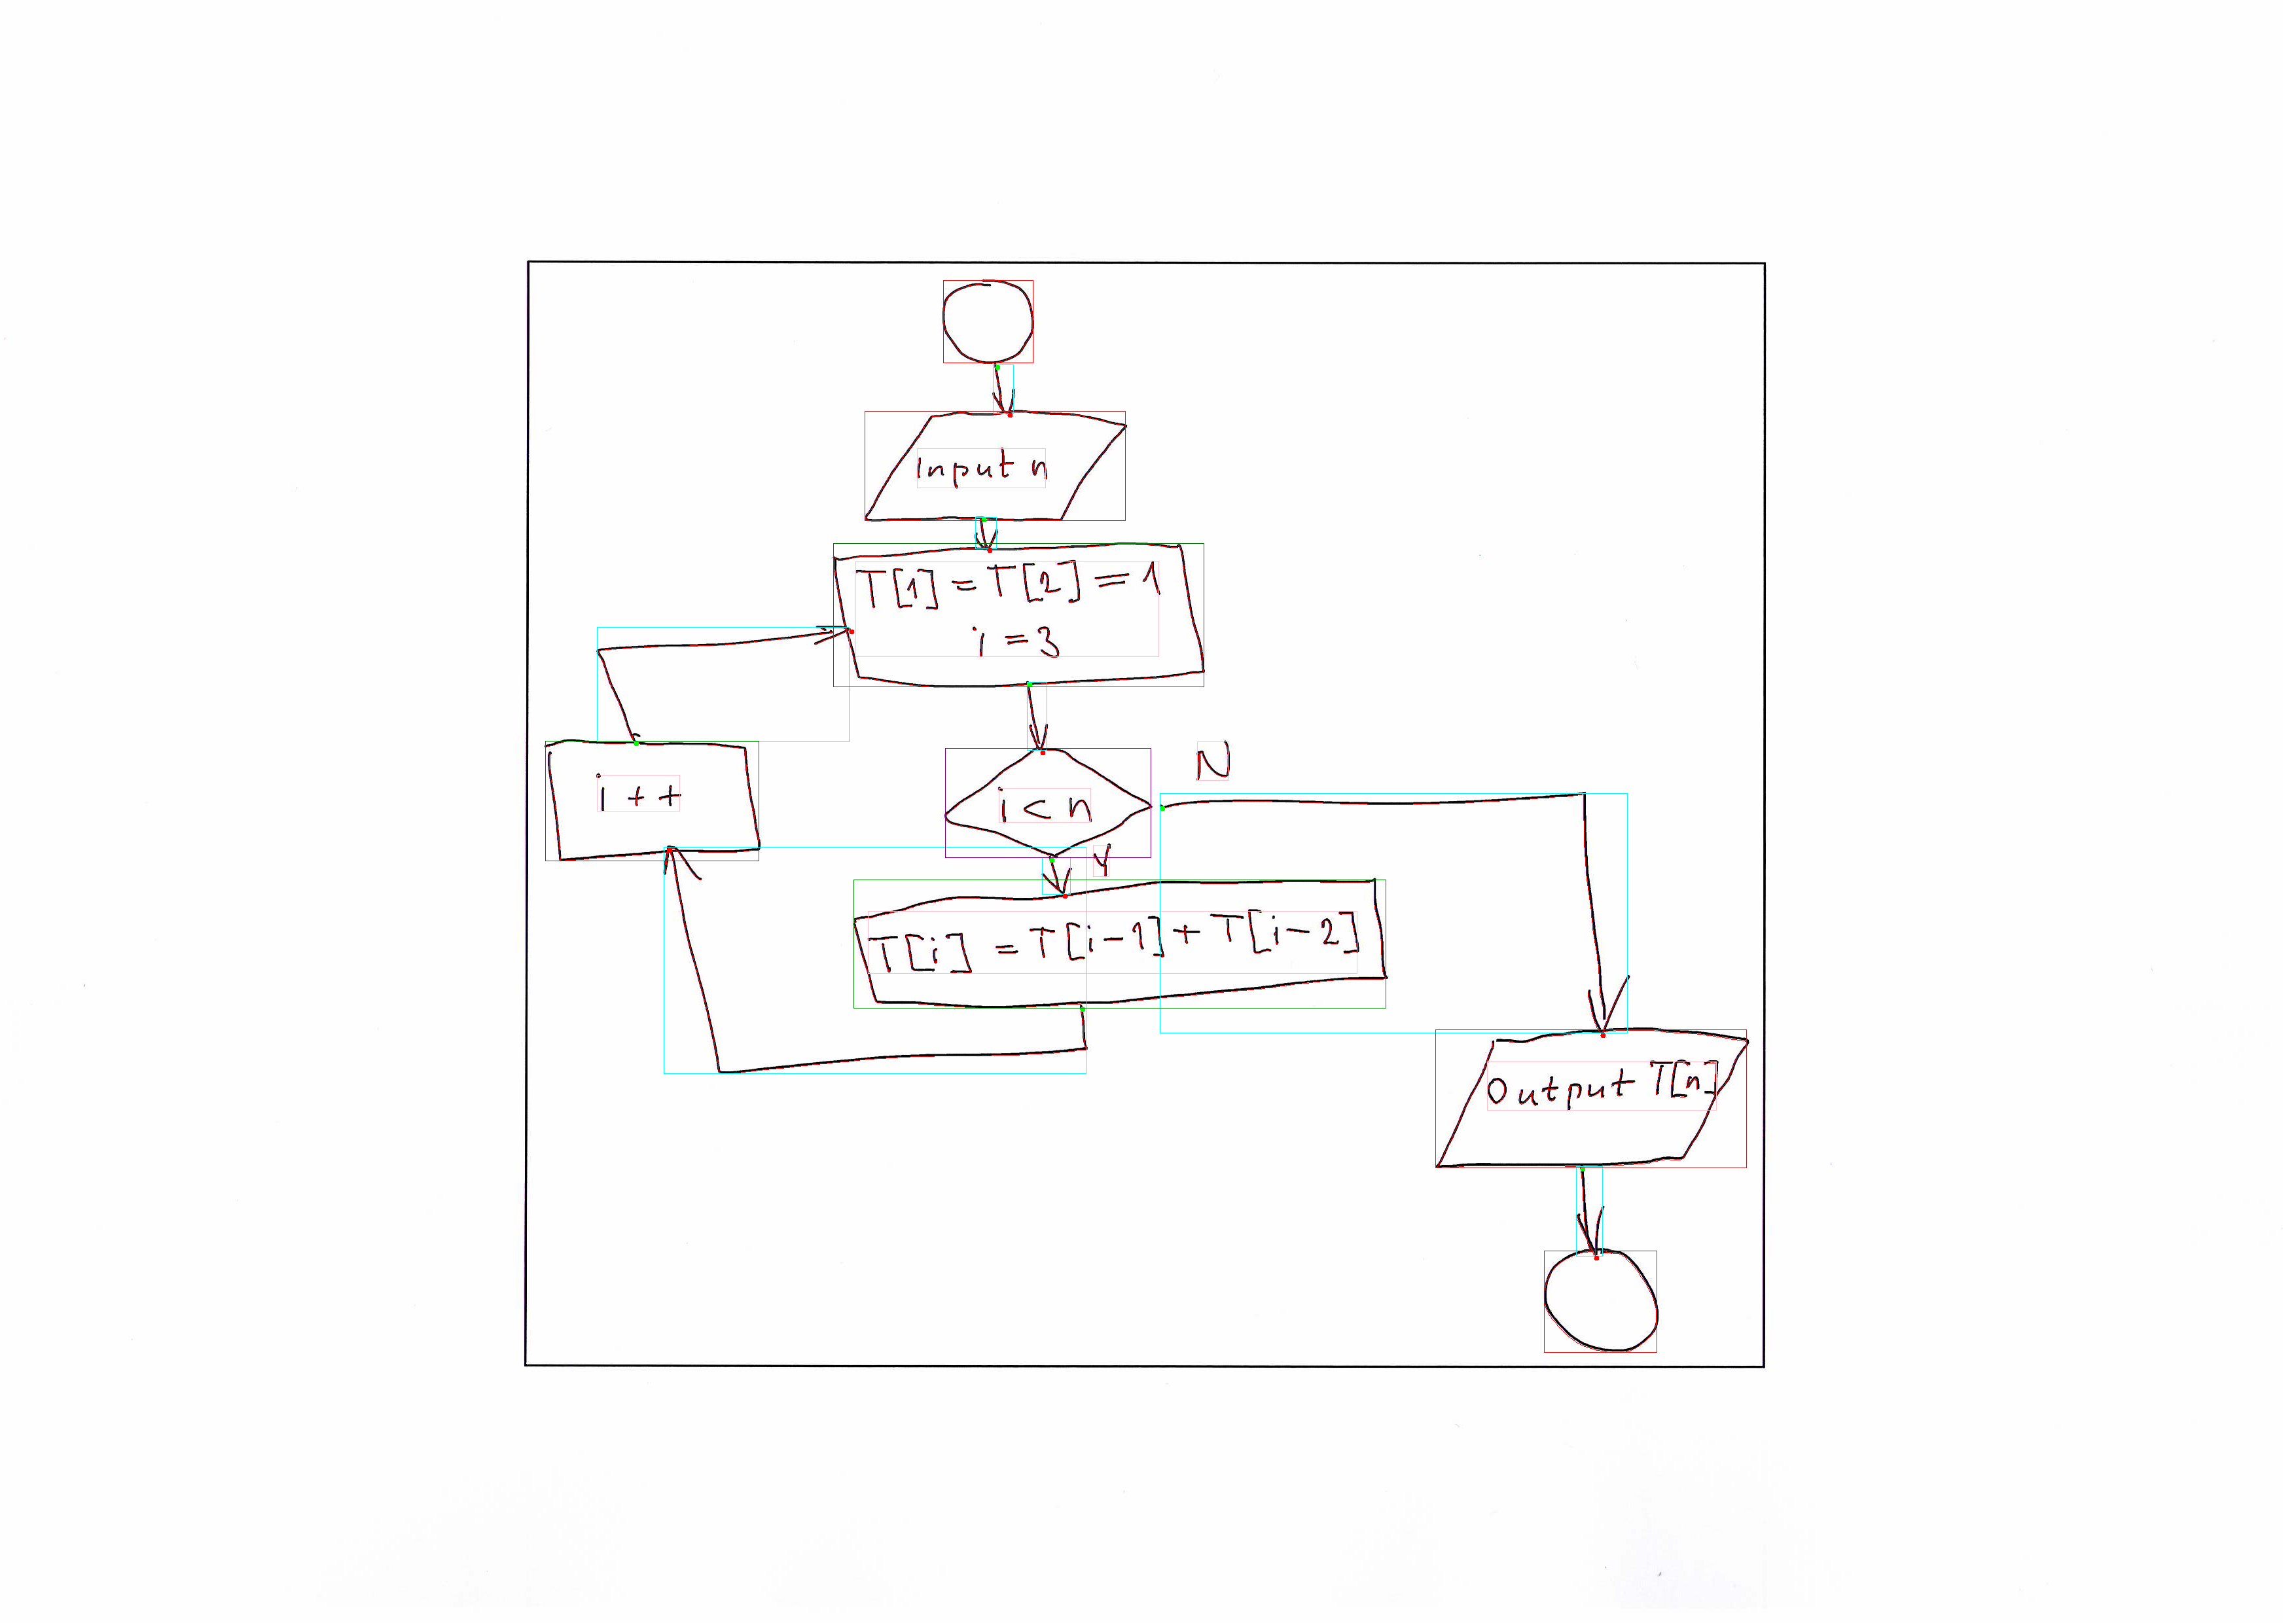 Input n
T[1] = T[2] = 1
i = 3
N
i + +
i < n
Y
T[i] = T[i-1] + T[i-2]
Output T[n]